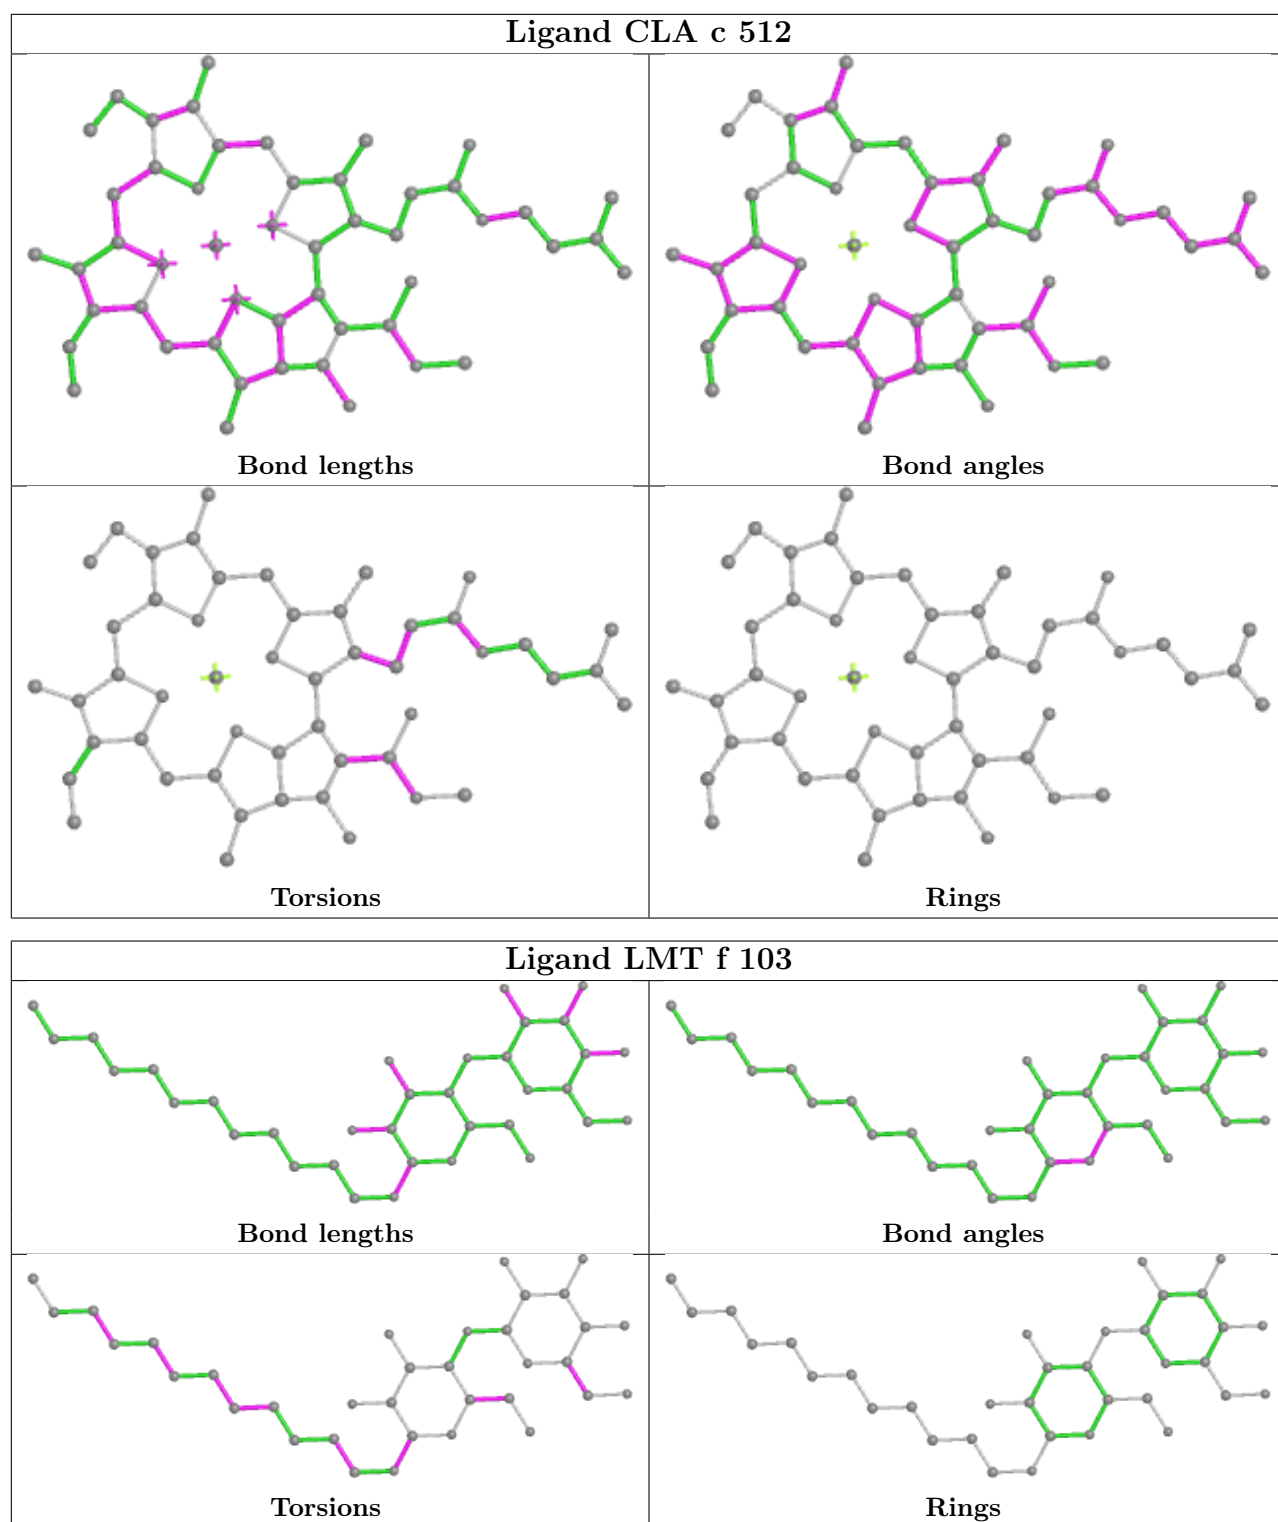 Ligand CLA c 512
Bond lengths
Bond angles
Torsions
Rings
Ligand LMT f 103
Bond lengths
Bond angles
Torsions
Rings